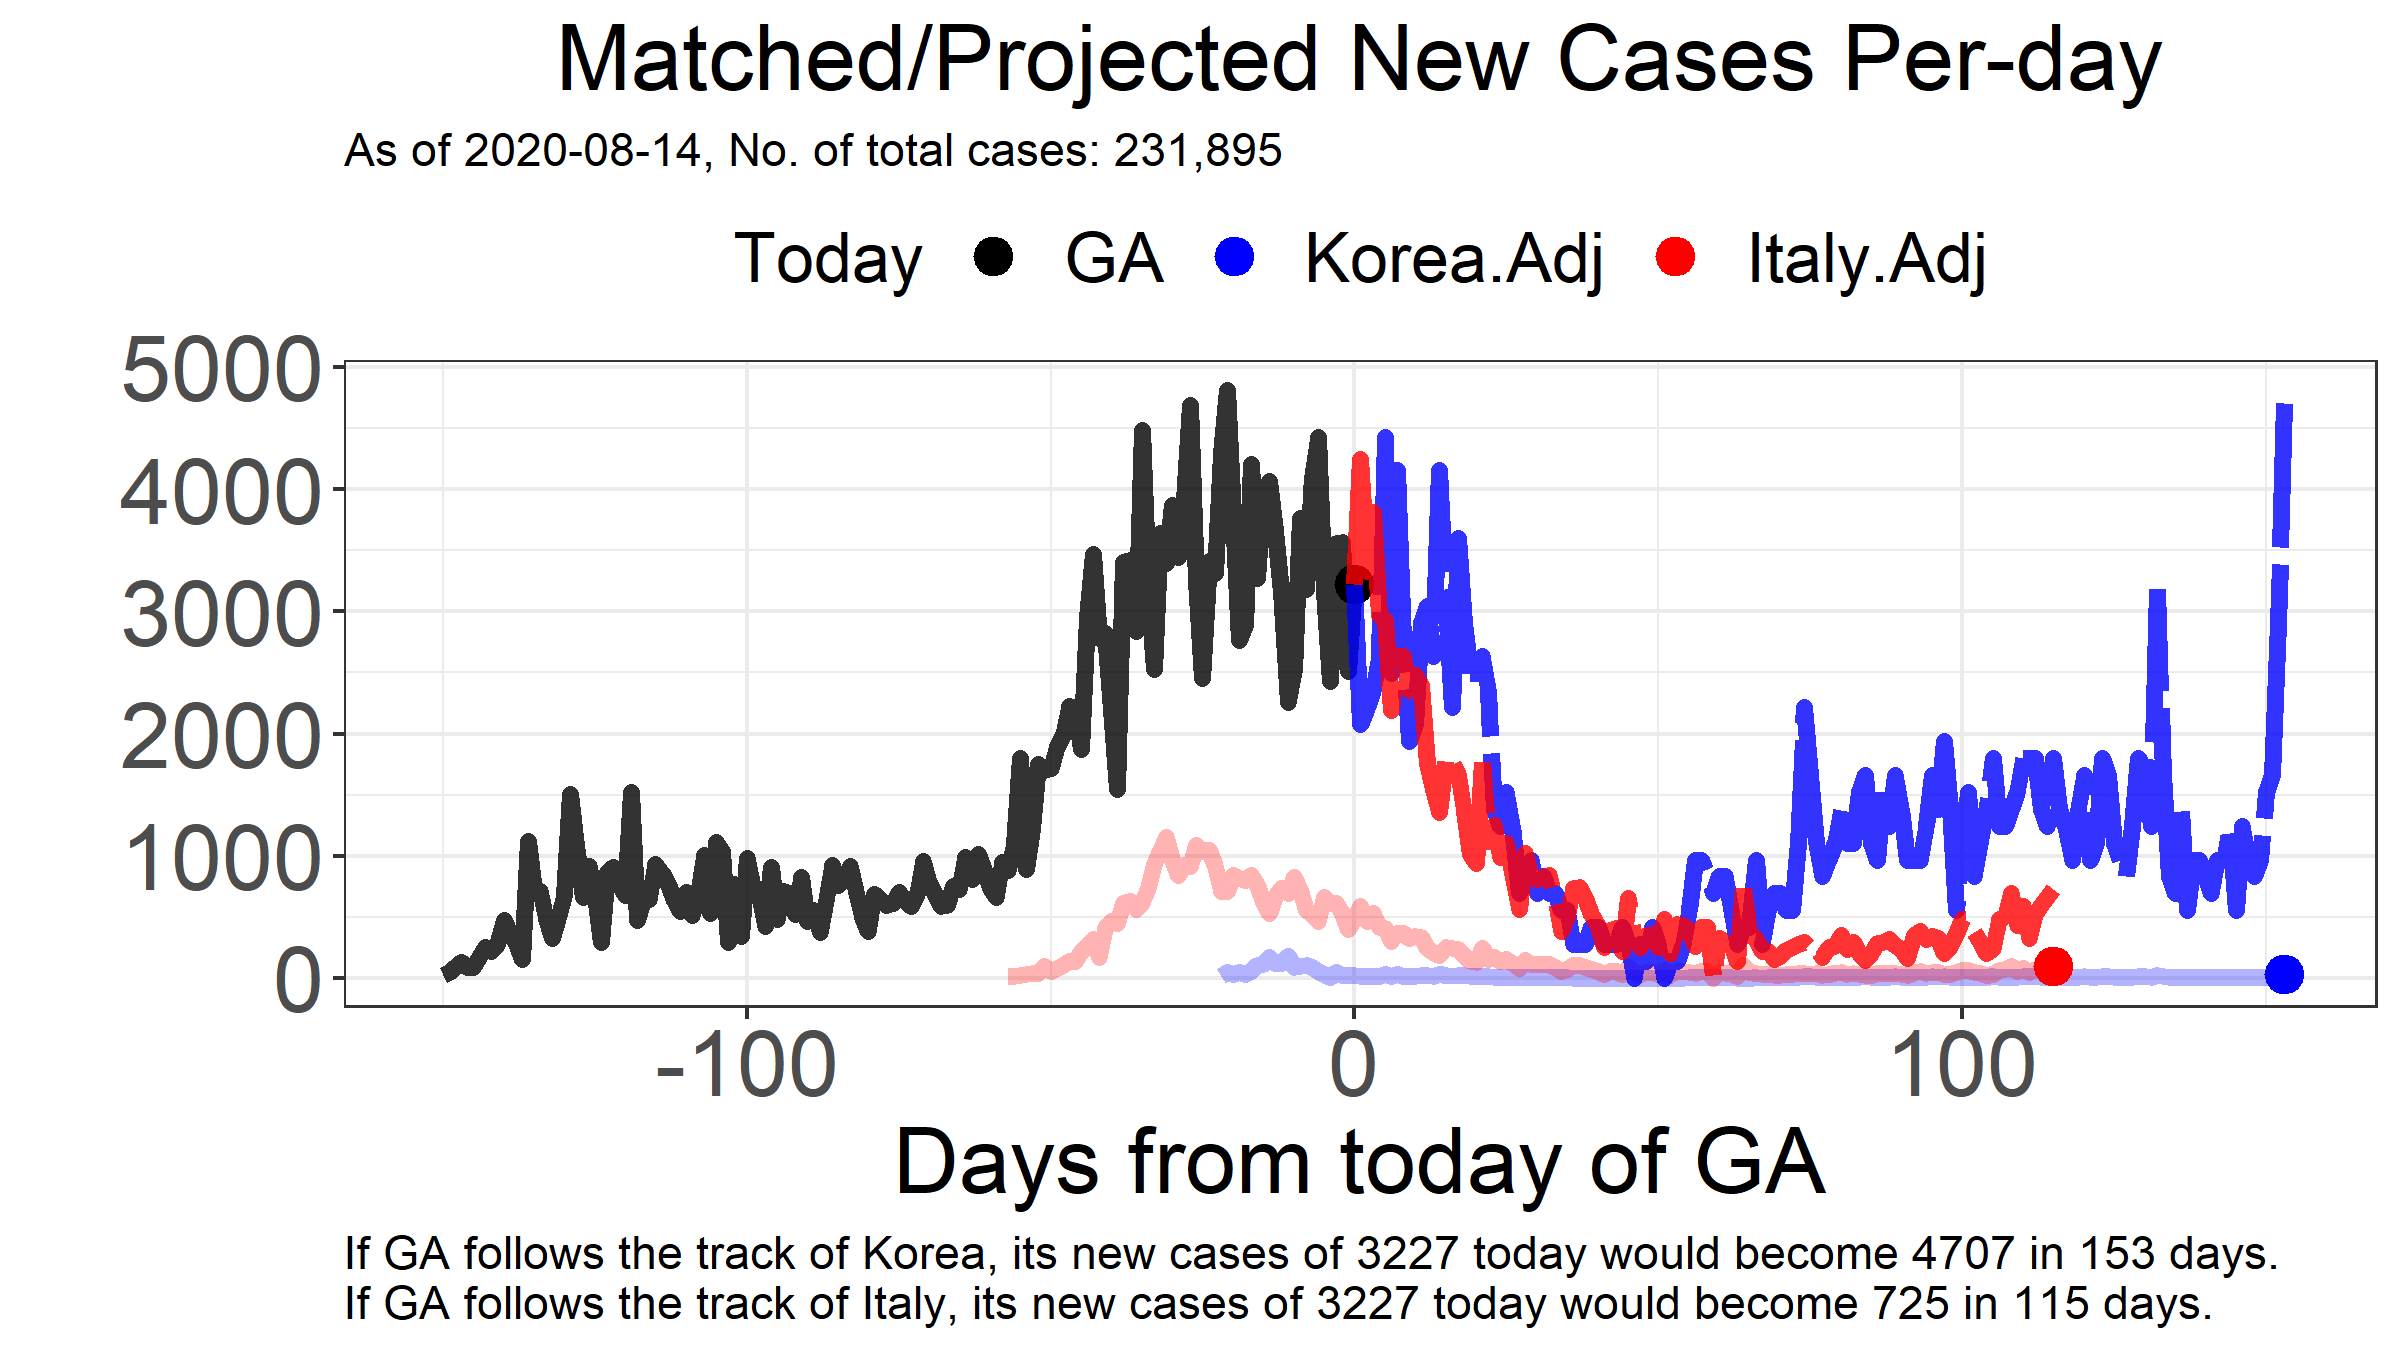 Matched/Projected New Cases Per-day
As of 2020-08-14, No. of total cases: 231,895
Today GA Korea.Adj Italy.Adj
5000
4000
3000
2000
1000
0
-100 0 100
Days from today of GA
If GA follows the track of Korea, its new cases of 3227 today would become 4707 in 153 days.
If GA follows the track of Italy, its new cases of 3227 today would become 725 in 115 days.